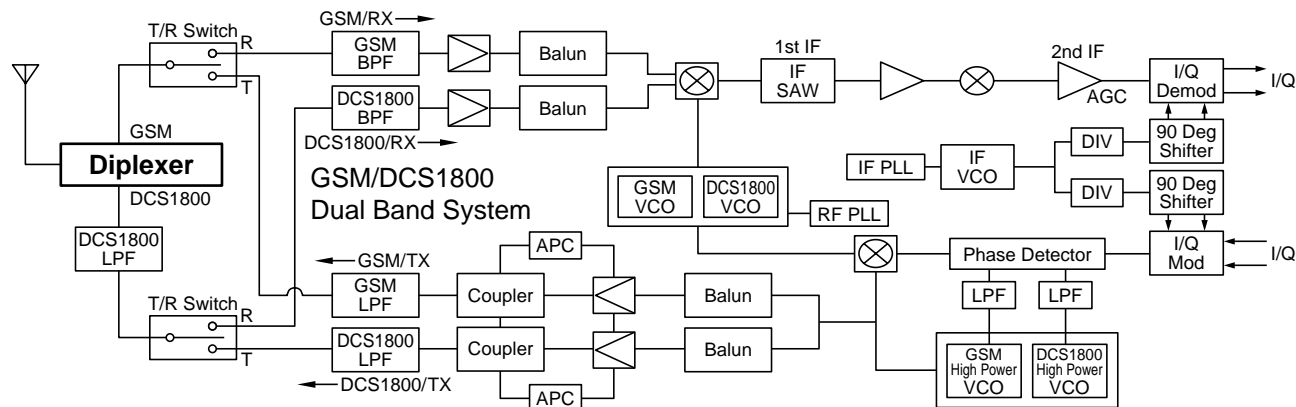 T/R Switch
R
T
GSM/RX
GSM
BPF
Balun
DCS1800
BPF
Balun
DCS1800/RX
1st IF
IF
SAW
2nd IF
AGC
I/Q
Demod
I/Q
GSM
Diplexer
DCS1800
DCS1800
LPF
GSM/DCS1800
Dual Band System
GSM
VCO
DCS1800
VCO
RF PLL
IF PLL
IF
VCO
DIV
90 Deg
Shifter
DIV
90 Deg
Shifter
I/Q
Mod
I/Q
Phase Detector
LPF
LPF
GSM
High Power
VCO
DCS1800
High Power
VCO
APC
GSM/TX
GSM
LPF
Coupler
Balun
T/R Switch
R
T
DCS1800
LPF
Coupler
Balun
DCS1800/TX
APC